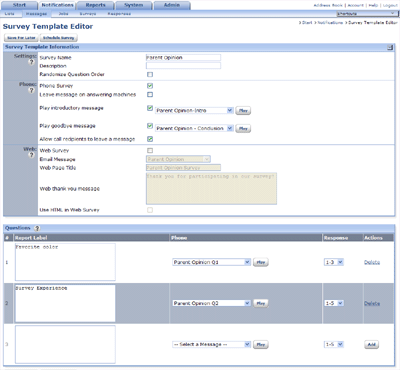 Start Notifications Reports System Admin
Address Book | Account | Help | Logout
Lists Messages Jobs Survey Responses
Shortcuts
Survey Template Editor
Start > Notifications > Survey Template Editor
Save For Later Schedule Survey
Survey Template Information
Settings: Survey Name Parent Opinion
Description
Randomize Question Order
Phone: Phone Survey
Leave message on answering machines
Play introductory message Parent Opinion-Intro Play
Play goodbye message Parent Opinion - Conclusion Play
Allow call recipients to leave a message
Web: Web Survey
Email Message Parent Opinion
Web Page Title Parent Opinion Survey
Web thank you message Thank you for participating in our survey!
Use HTML in Web Survey
Questions
# Report Label Phone Response Actions
1 Favorite color Parent Opinion Q1 Play 1-3 Delete
2 Survey Experience Parent Opinion Q2 Play 1-5 Delete
3 -- Select a Message -- Play 1-5 Add